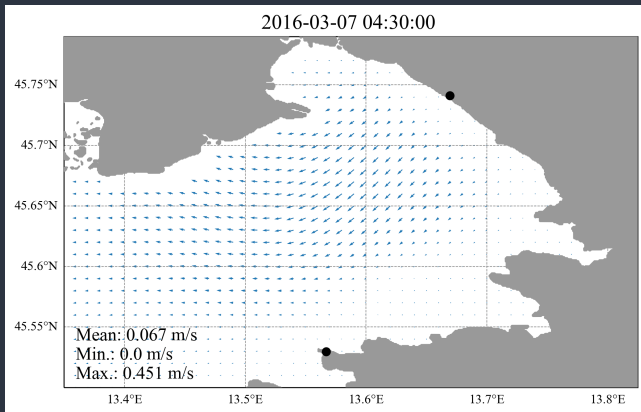 2016-03-07 04:30:00
45.75°N
45.7°N
45.65°N
45.6°N
45.55°N
Mean: 0.067 m/s
Min.: 0.0 m/s
Max.: 0.451 m/s
13.4°E 13.5°E 13.6°E 13.7°E 13.8°E